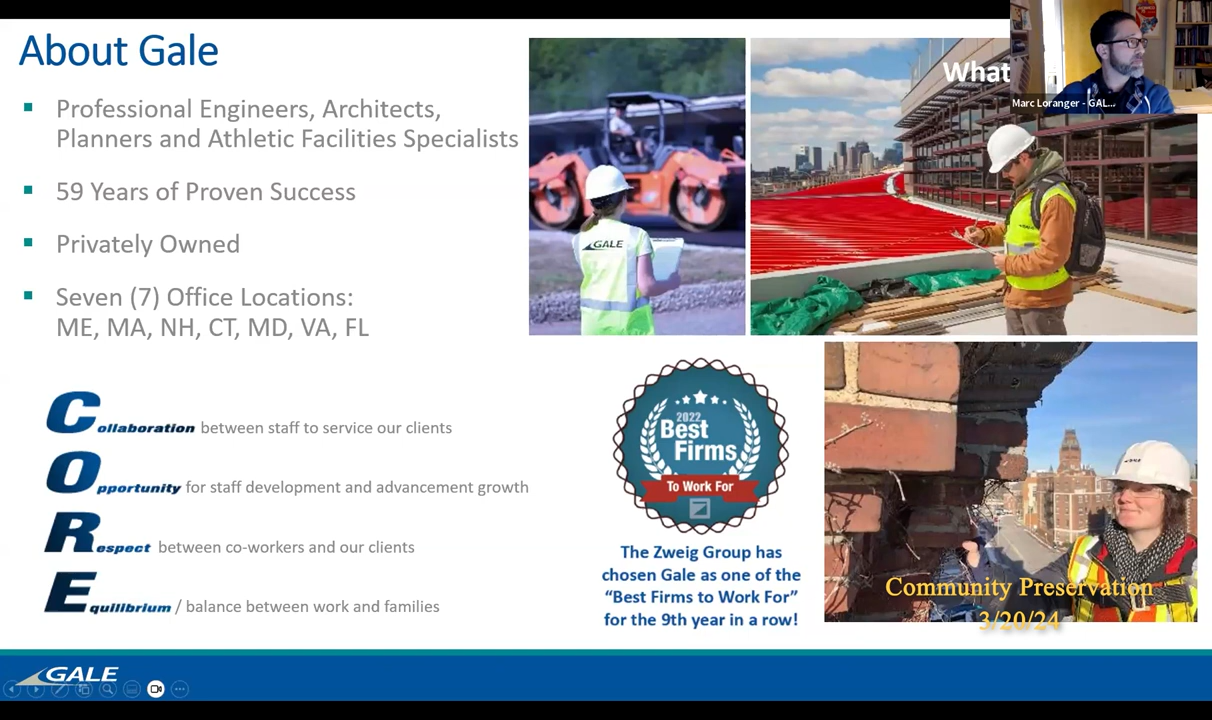 About Gale
Professional Engineers, Architects,
Planners and Athletic Facilities Specialists
59 Years of Proven Success
Privately Owned
Seven (7) Office Locations:
ME, MA, NH, CT, MD, VA, FL
Collaboration between staff to service our clients
Opportunity for staff development and advancement growth
Respect between co-workers and our clients
Equilibrium / balance between work and families
GALE
What
Marc Loranger - GAL...
2022
Best
Firms
To Work For
The Zweig Group has
chosen Gale as one of the
“Best Firms to Work For”
for the 9th year in a row!
GALE
Community Preservation
3/20/24
GALE